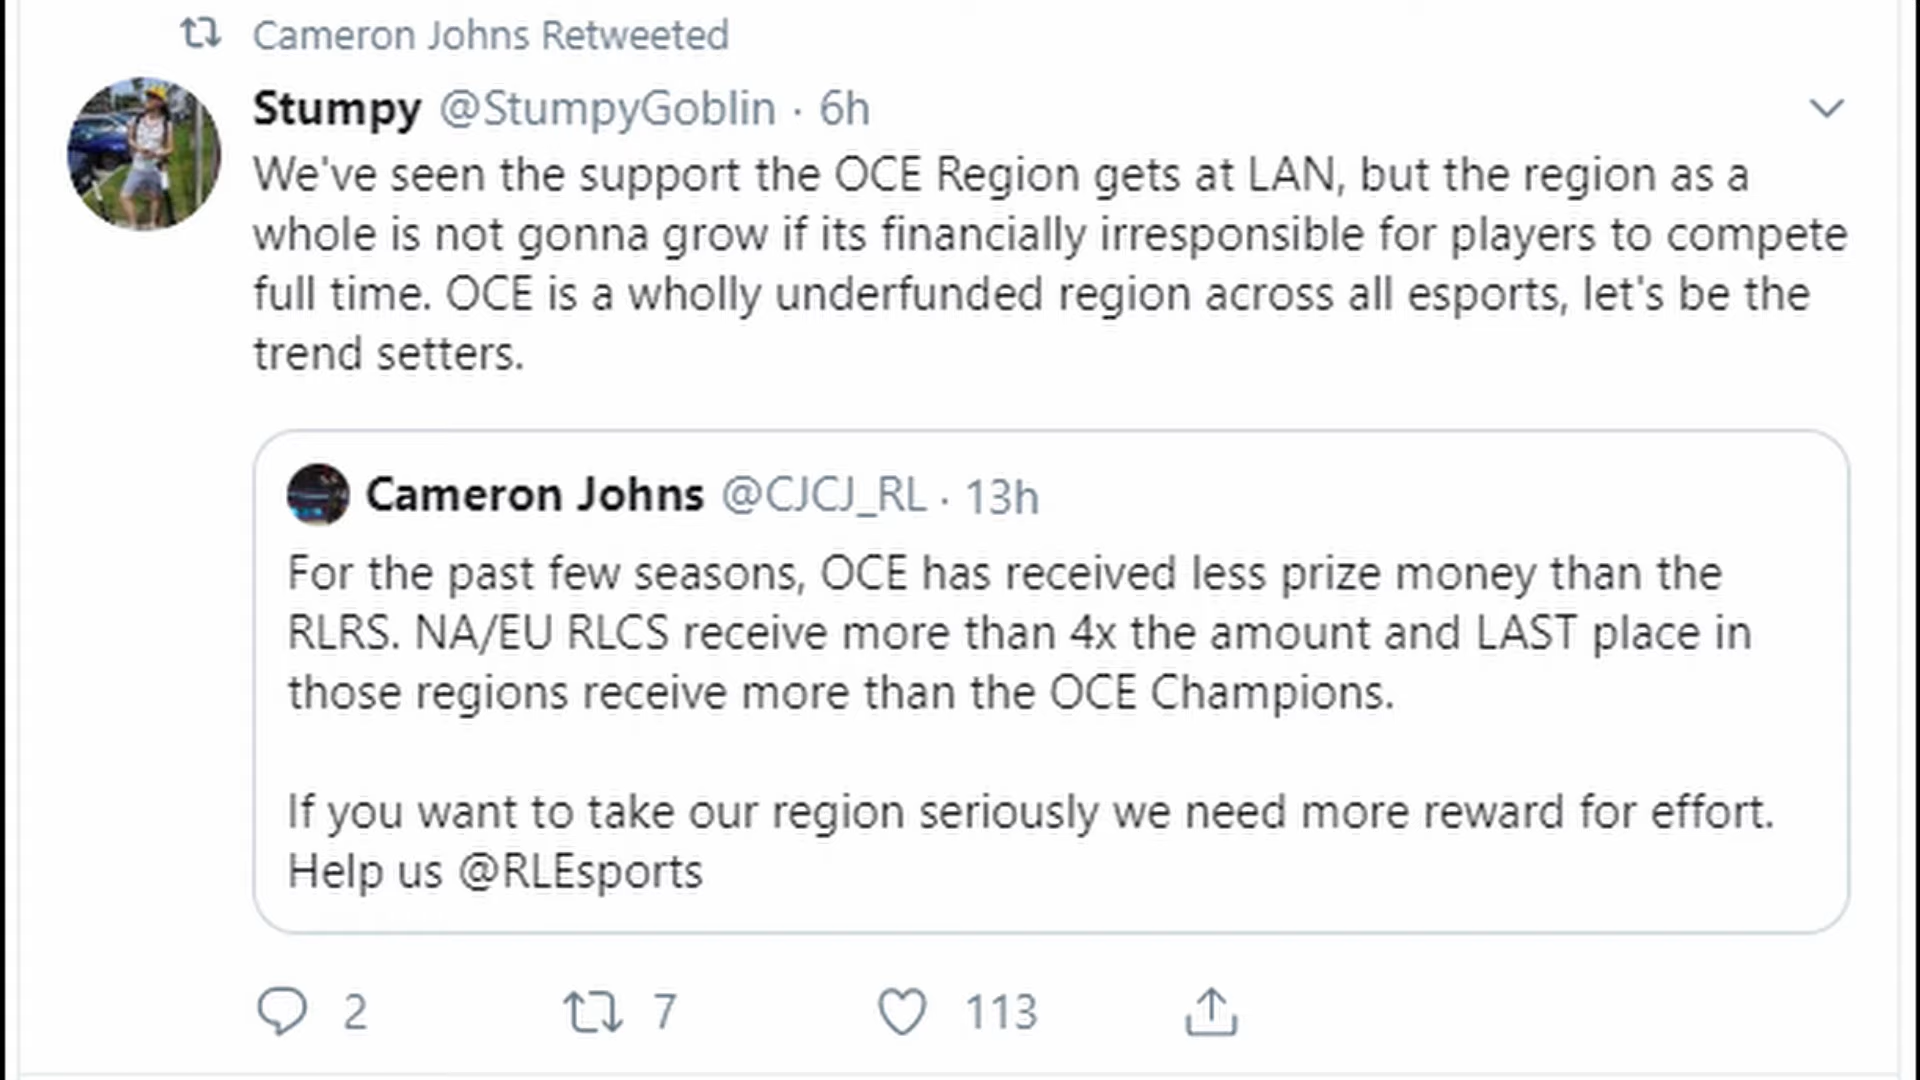 Cameron Johns Retweeted
Stumpy @StumpyGoblin · 6h
We've seen the support the OCE Region gets at LAN, but the region as a
whole is not gonna grow if its financially irresponsible for players to compete
full time. OCE is a wholly underfunded region across all esports, let's be the
trend setters.
Cameron Johns @CJCJ_RL · 13h
For the past few seasons, OCE has received less prize money than the
RLRS. NA/EU RLCS receive more than 4x the amount and LAST place in
those regions receive more than the OCE Champions.
If you want to take our region seriously we need more reward for effort.
Help us @RLEsports
2 7 113